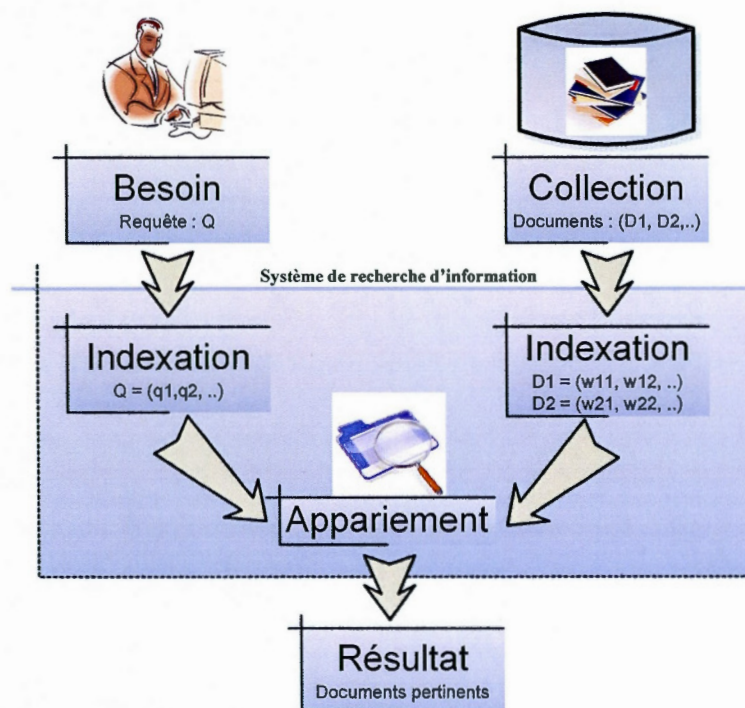 Besoin
Requête : Q
Collection
Documents : (D1, D2,..)
Système de recherche d'information
Indexation
Q = (q1,q2, ..)
Indexation
D1 = (w11, w12, ..)
D2 = (w21, w22, ..)
Appariement
Résultat
Documents pertinents